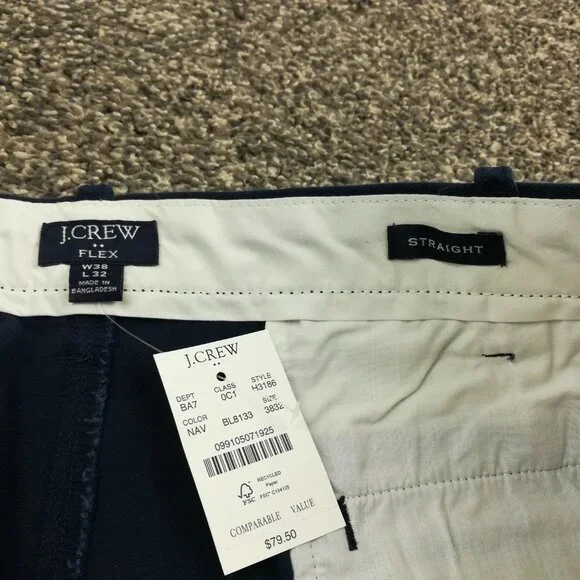 J.CREW
FLEX
W38
L 32
MADE IN
BANGLADESH
STRAIGHT
J.CREW
DEPT CLASS STYLE
BA7 0C1 H3186
COLOR SIZE
NAV BL8133 3832
099105071925
RECYCLED
Paper
FSC
COMPARABLE VALUE
$79.50